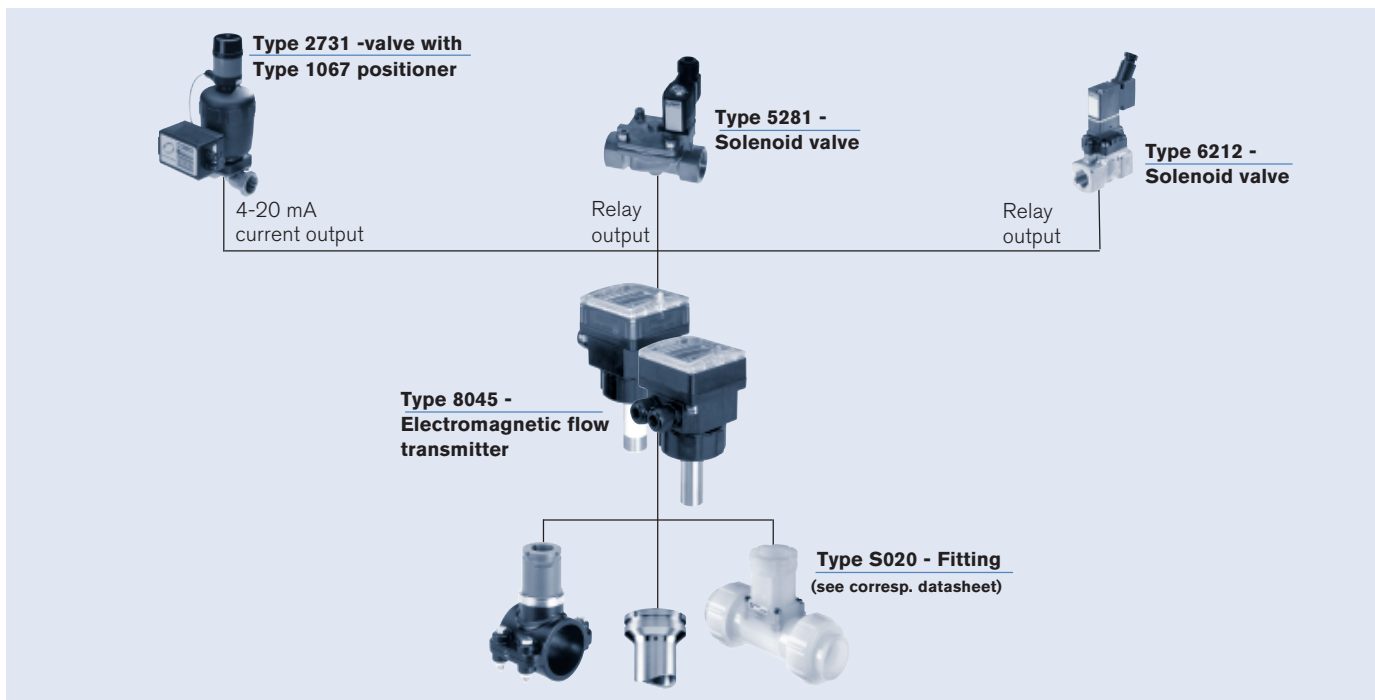 Type 2731 -valve with
Type 1067 positioner
Type 5281 -
Solenoid valve
Type 6212 -
Solenoid valve
4-20 mA
current output
Relay
output
Relay
output
Type 8045 -
Electromagnetic flow
transmitter
Type S020 - Fitting
(see corresp. datasheet)